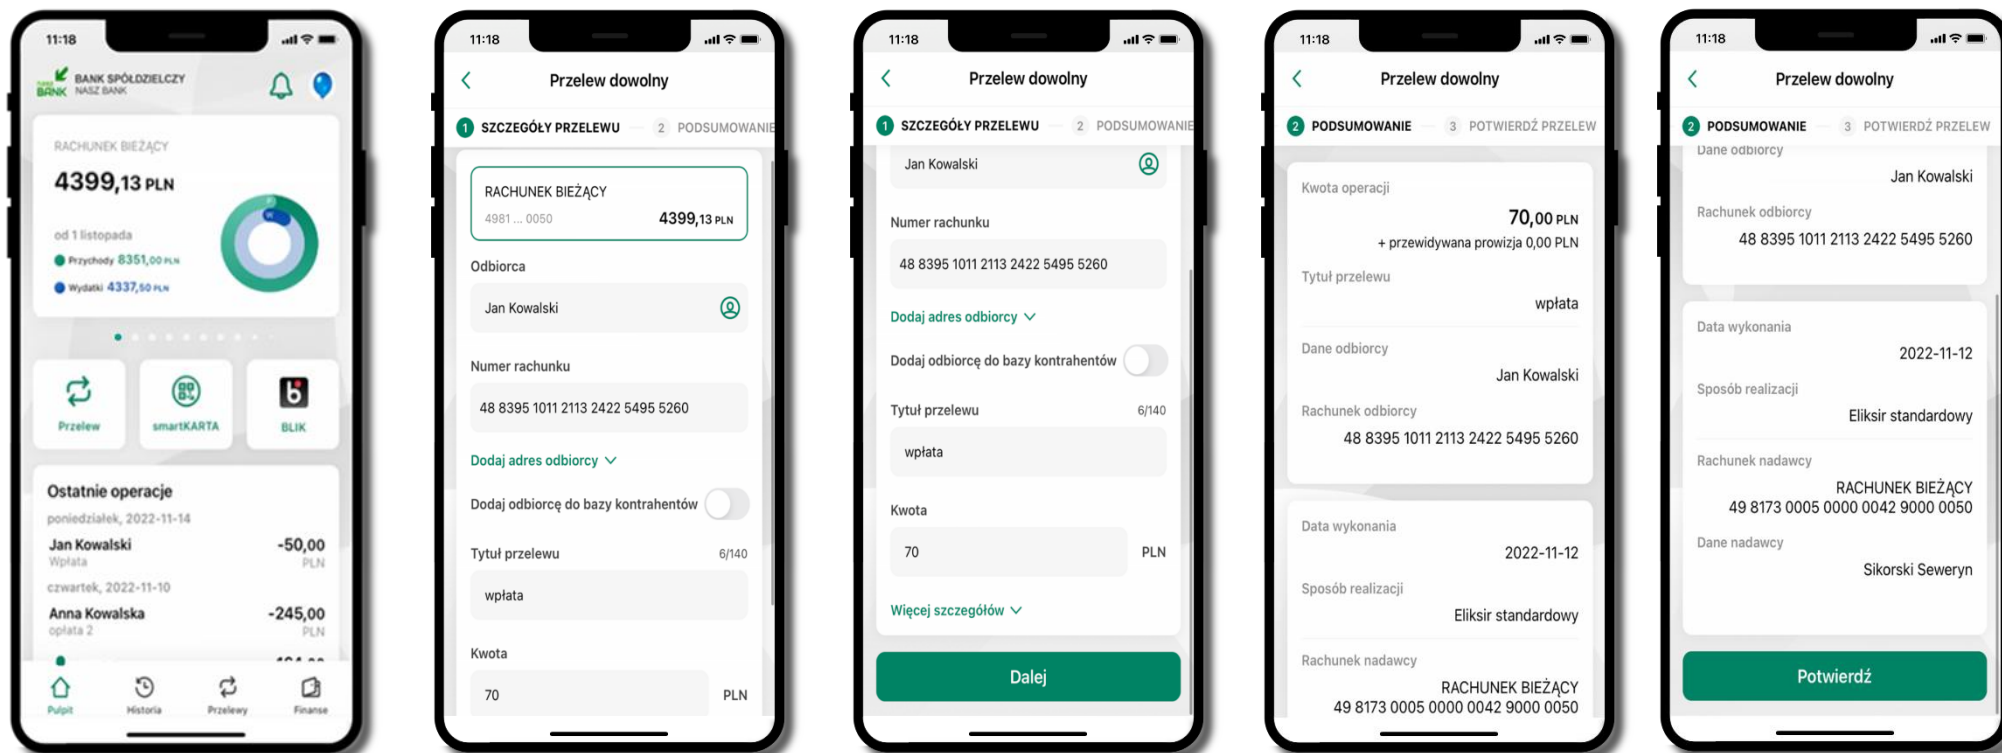 11:18
NASZ BANK
BANK SPÓŁDZIELCZY
NASZ BANK
RACHUNEK BIEŻĄCY
4399,13 PLN
od 1 listopada
Przychody 8351,00 PLN
Wydatki 4337,50 PLN
Przelew
smartKARTA
BLIK
Ostatnie operacje
poniedziałek, 2022-11-14
Jan Kowalski -50,00
Wpłata PLN
czwartek, 2022-11-10
Anna Kowalska -245,00
opłata 2 PLN
Pulpit
Historia
Przelewy
Finanse
11:18
Przelew dowolny
1 SZCZEGÓŁY PRZELEWU 2 PODSUMOWANIE
RACHUNEK BIEŻĄCY
4981 ... 0050 4399,13 PLN
Odbiorca
Jan Kowalski
Numer rachunku
48 8395 1011 2113 2422 5495 5260
Dodaj adres odbiorcy
Dodaj odbiorcę do bazy kontrahentów
Tytuł przelewu 6/140
wpłata
Kwota
70 PLN
11:18
Przelew dowolny
1 SZCZEGÓŁY PRZELEWU 2 PODSUMOWANIE
Jan Kowalski
Numer rachunku
48 8395 1011 2113 2422 5495 5260
Dodaj adres odbiorcy
Dodaj odbiorcę do bazy kontrahentów
Tytuł przelewu 6/140
wpłata
Kwota
70 PLN
Więcej szczegółów
Dalej
11:18
Przelew dowolny
2 PODSUMOWANIE 3 POTWIERDŹ PRZELEW
Kwota operacji
70,00 PLN
+ przewidywana prowizja 0,00 PLN
Tytuł przelewu
wpłata
Dane odbiorcy
Jan Kowalski
Rachunek odbiorcy
48 8395 1011 2113 2422 5495 5260
Data wykonania
2022-11-12
Sposób realizacji
Eliksir standardowy
Rachunek nadawcy
RACHUNEK BIEŻĄCY
49 8173 0005 0000 0042 9000 0050
11:18
Przelew dowolny
2 PODSUMOWANIE 3 POTWIERDŹ PRZELEW
Dane odbiorcy
Jan Kowalski
Rachunek odbiorcy
48 8395 1011 2113 2422 5495 5260
Data wykonania
2022-11-12
Sposób realizacji
Eliksir standardowy
Rachunek nadawcy
RACHUNEK BIEŻĄCY
49 8173 0005 0000 0042 9000 0050
Dane nadawcy
Sikorski Seweryn
Potwierdź